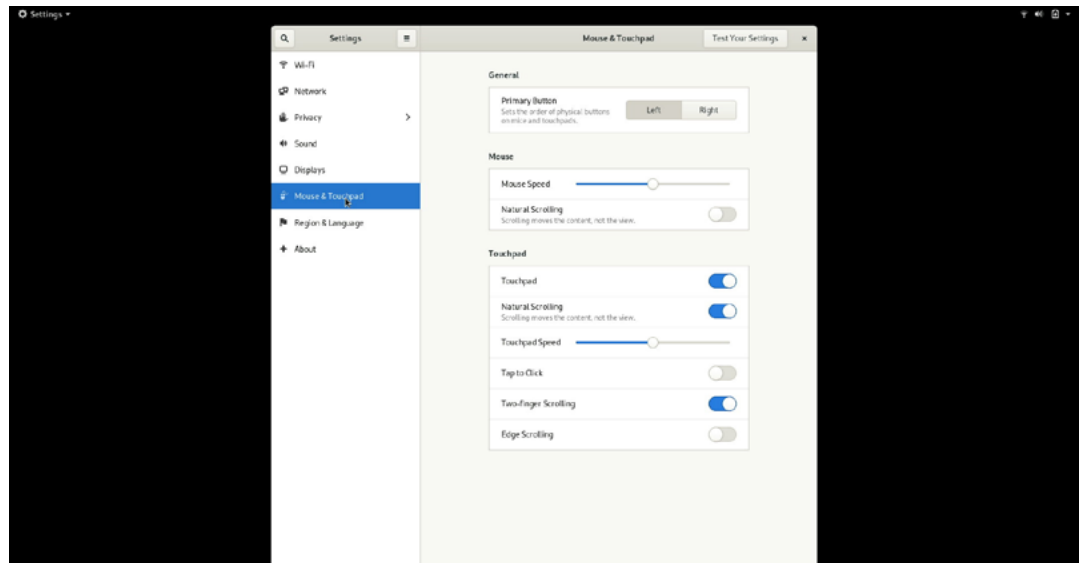 Settings
Settings
Mouse & Touchpad
Test Your Settings
Wi-Fi
Network
Privacy
Sound
Displays
Mouse & Touchpad
Region & Language
About
General
Primary Button
Sets the order of physical buttons
on mice and touchpads.
Left
Right
Mouse
Mouse Speed
Natural Scrolling
Scrolling moves the content, not the view.
Touchpad
Touchpad
Natural Scrolling
Scrolling moves the content, not the view.
Touchpad Speed
Tap to Click
Two-finger Scrolling
Edge Scrolling